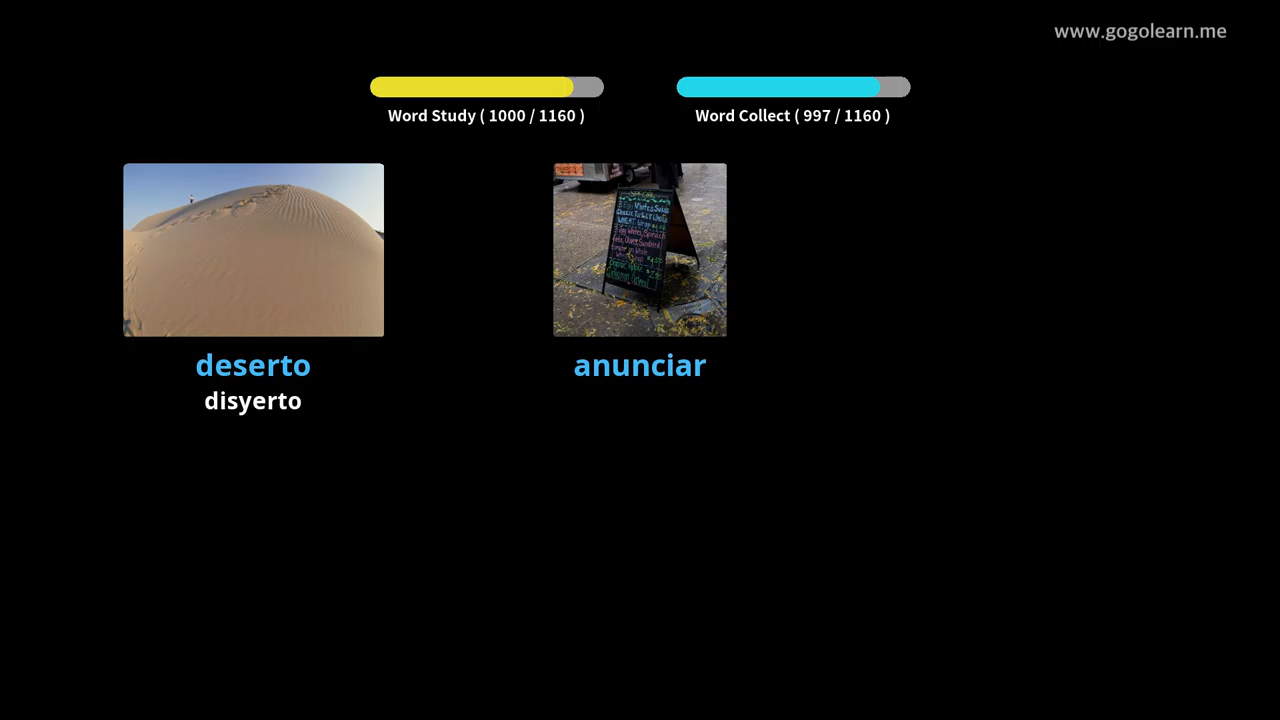 www.gogolearn.me
Word Study ( 1000 / 1160 )
Word Collect ( 997 / 1160 )
deserto
disyerto
anunciar